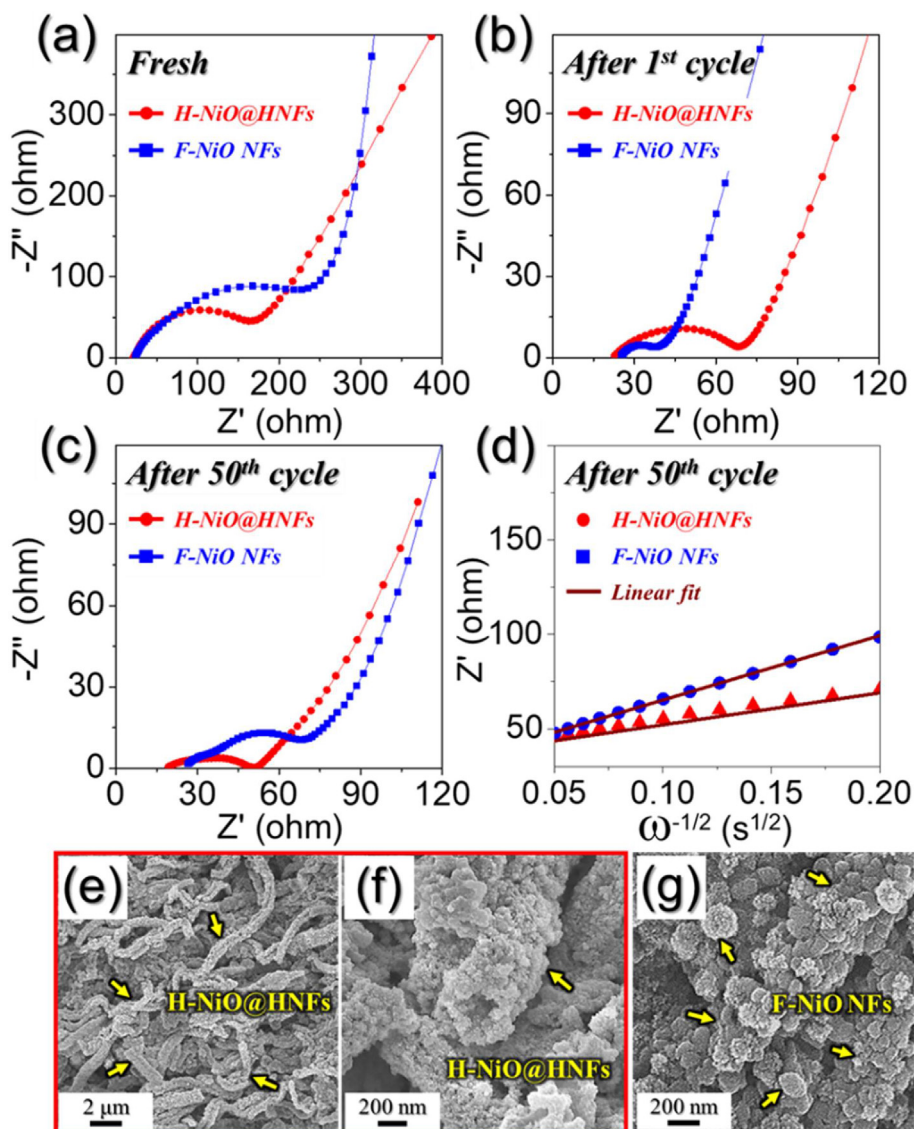 (a)
Fresh
H-NiO@HNFs
F-NiO NFs
-Z'' (ohm)
300
200
100
0
0 100 200 300 400
Z' (ohm)
(b)
After 1st cycle
H-NiO@HNFs
F-NiO NFs
-Z'' (ohm)
90
60
30
0
0 30 60 90 120
Z' (ohm)
(c)
After 50th cycle
H-NiO@HNFs
F-NiO NFs
-Z'' (ohm)
90
60
30
0
0 30 60 90 120
Z' (ohm)
(d)
After 50th cycle
H-NiO@HNFs
F-NiO NFs
Linear fit
Z' (ohm)
150
100
50
0.05 0.10 0.15 0.20
ω-1/2 (s1/2)
(e)
H-NiO@HNFs
2 μm
(f)
H-NiO@HNFs
200 nm
(g)
F-NiO NFs
200 nm